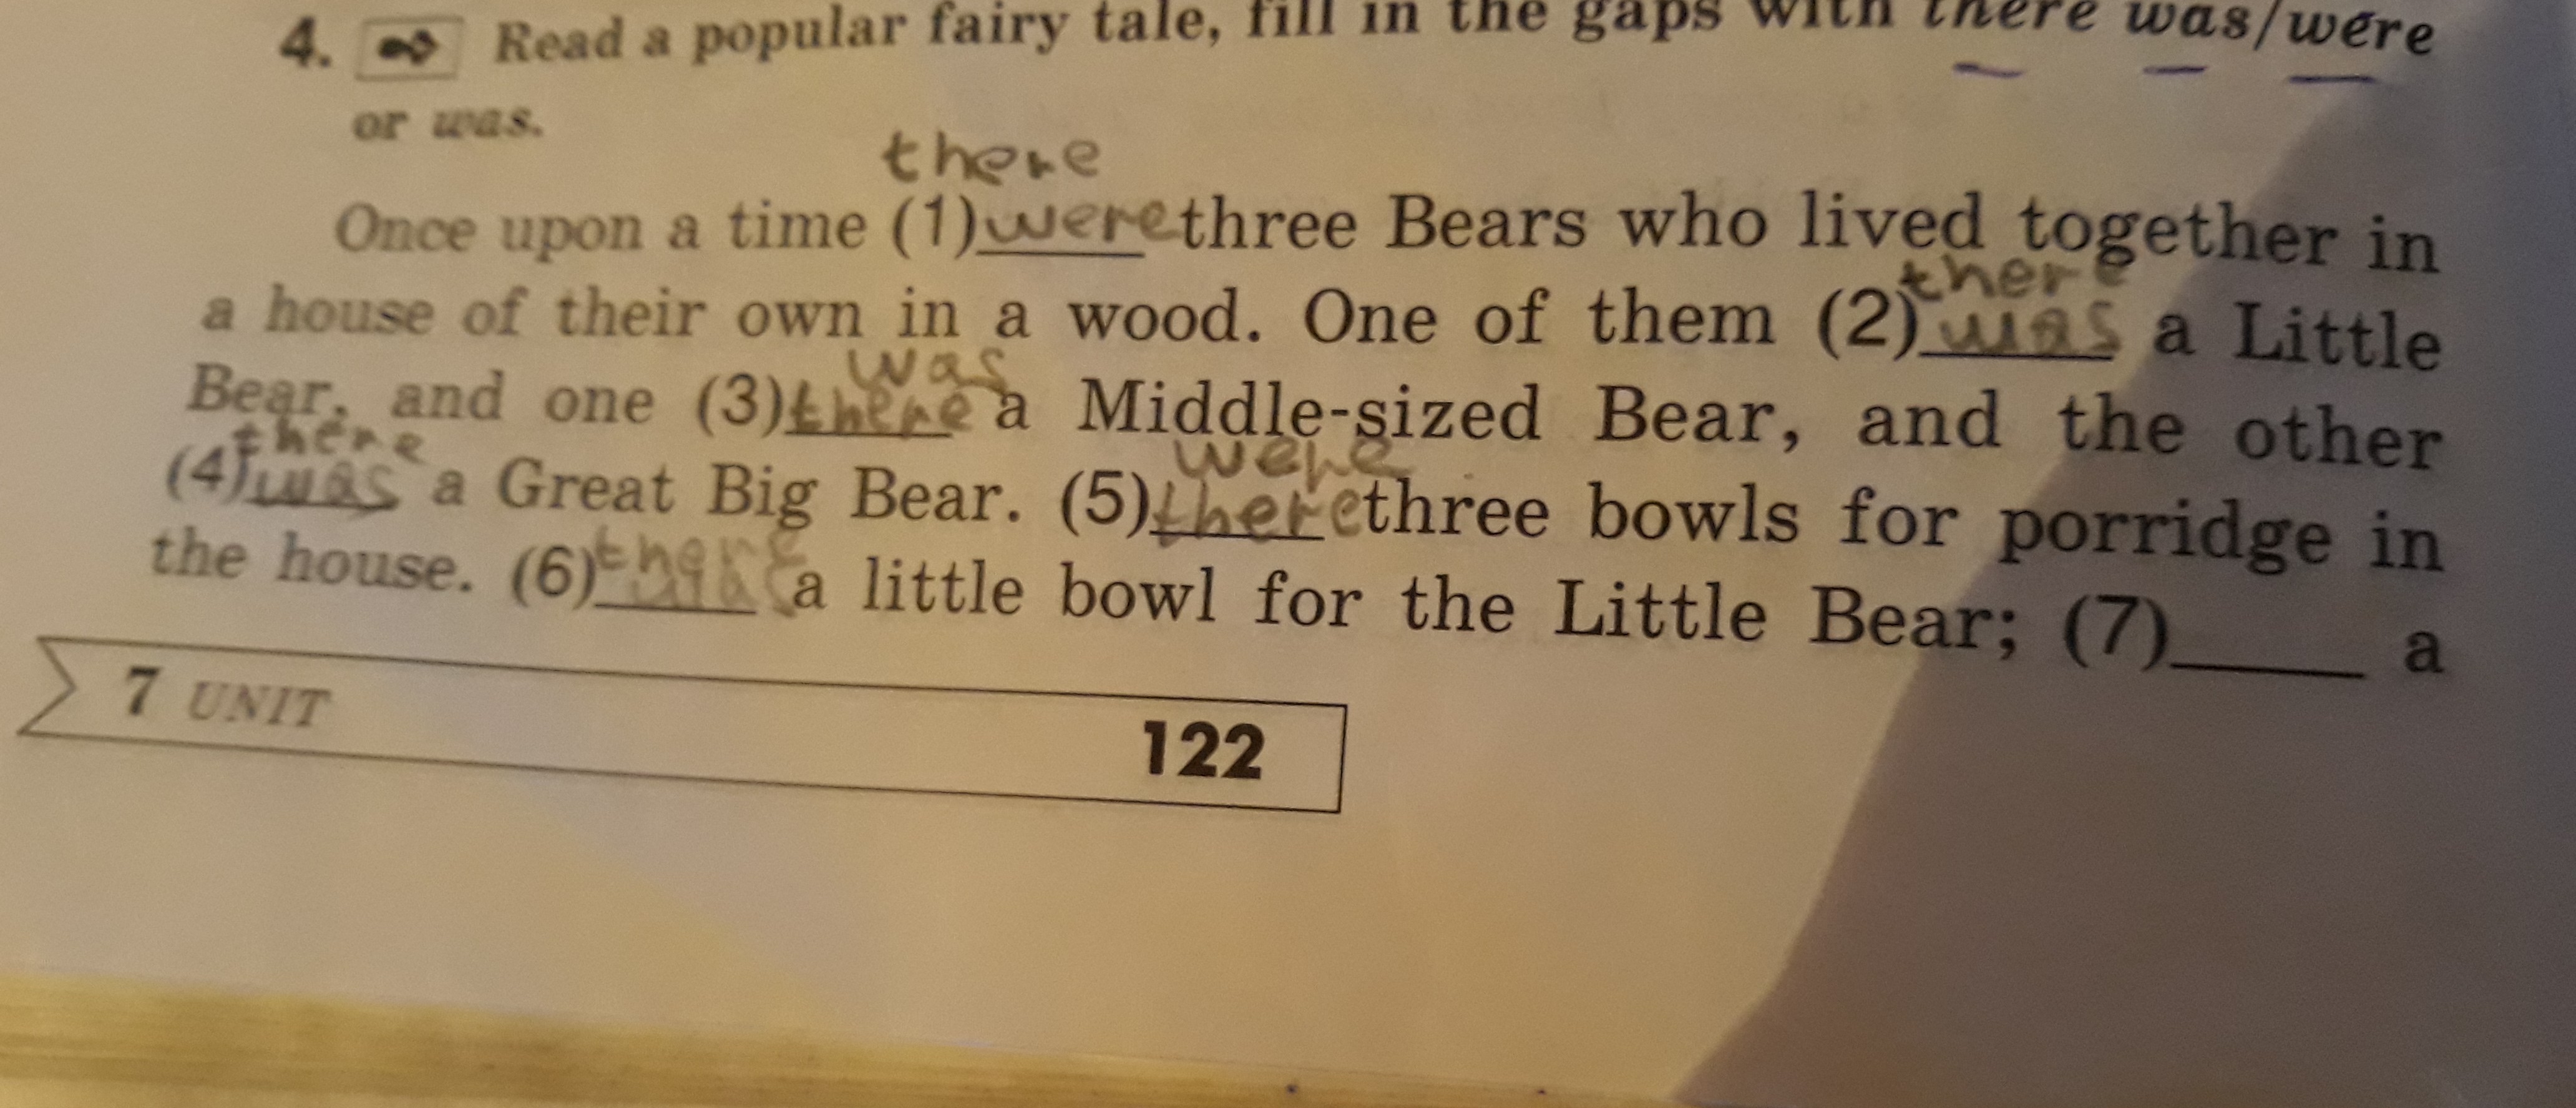 4. Read a popular fairy tale, fill in the gaps with there was/were
or was.
there
Once upon a time (1) were three Bears who lived together in
there
a house of their own in a wood. One of them (2) was a Little
was
Bear, and one (3) there a Middle-sized Bear, and the other
there
were
(4) was a Great Big Bear. (5) there three bowls for porridge in
the house. (6) there a little bowl for the Little Bear; (7)____ a
7 UNIT
122